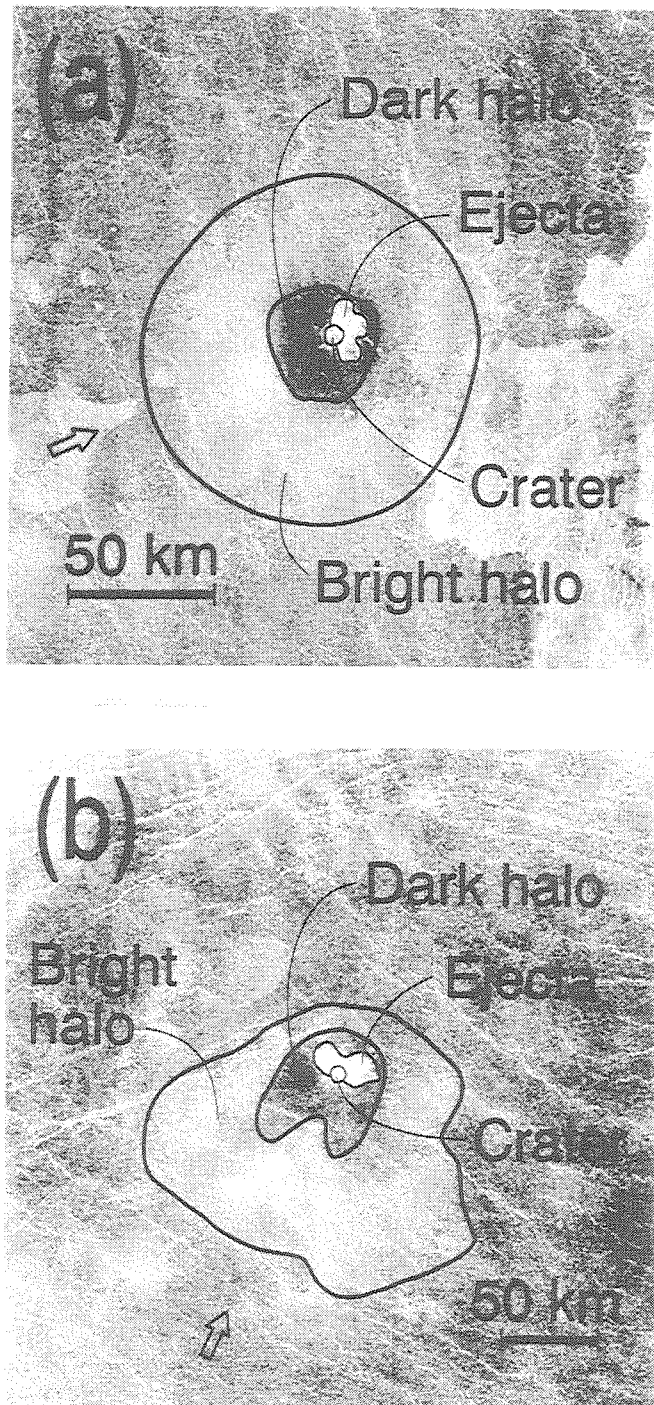 (a)
Dark halo
Ejecta
Crater
50 km
Bright halo
(b)
Dark halo
Bright
halo
Ejecta
Crater
50 km